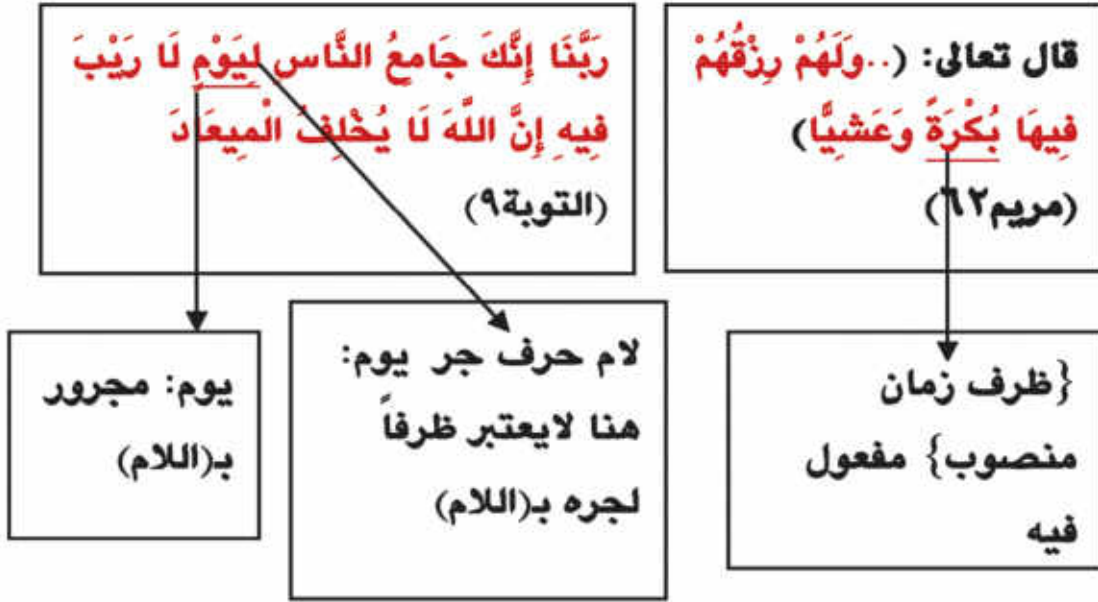 قال تعالى: (..وَلَهُمْ رِزْقُهُمْ
فِيهَا بُكْرَةً وَعَشِيًّا)
(مريم٦٢)
رَبَّنَا إِنَّكَ جَامِعُ النَّاسِ لِيَوْمٍ لَا رَيْبَ
فِيهِ إِنَّ اللَّهَ لَا يُخْلِفُ الْمِيعَادَ
(التوبة٩)
{ظرف زمان
منصوب} مفعول
فيه
لام حرف جر يوم:
هنا لايعتبر ظرفاً
لجره بـ(اللام)
يوم: مجرور
بـ(اللام)